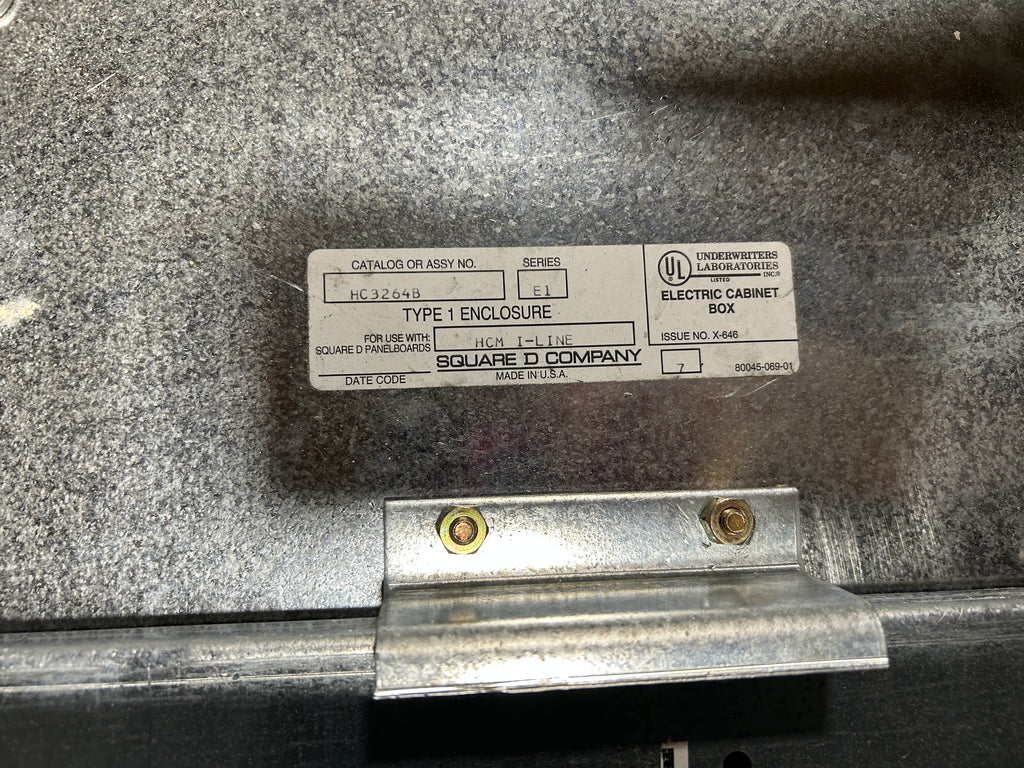 CATALOG OR ASSY NO.
SERIES
HC3264B
E1
TYPE 1 ENCLOSURE
FOR USE WITH:
SQUARE D PANELBOARDS
HCM I-LINE
SQUARE D COMPANY
MADE IN U.S.A.
DATE CODE
UL
®
UNDERWRITERS
LABORATORIES
INC.®
LISTED
ELECTRIC CABINET
BOX
ISSUE NO. X-646
7
80045-069-01